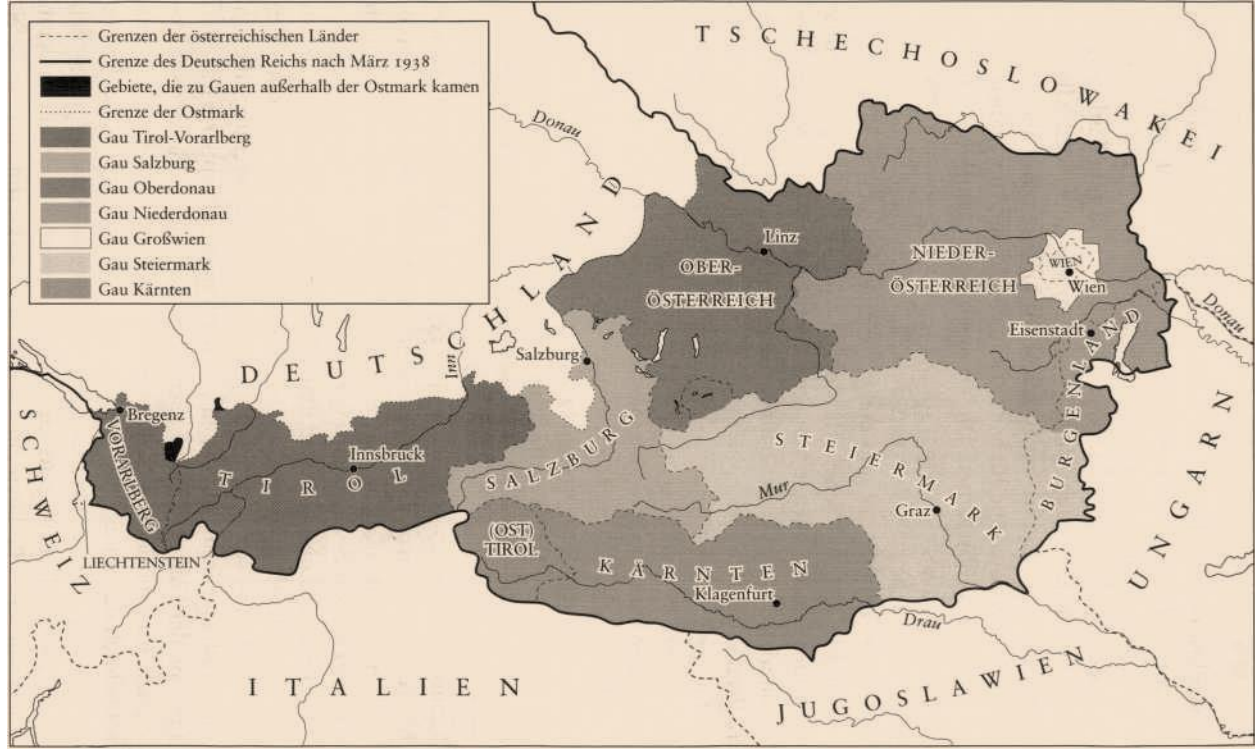 Grenzen der österreichischen Länder
Grenze des Deutschen Reichs nach März 1938
Gebiete, die zu Gauen außerhalb der Ostmark kamen
Grenze der Ostmark
Gau Tirol-Vorarlberg
Gau Salzburg
Gau Oberdonau
Gau Niederdonau
Gau Großwien
Gau Steiermark
Gau Kärnten
TSCHECHOSLOWAKEI
Donau
DEUTSCHLAND
Linz
OBER-
ÖSTERREICH
NIEDER-
ÖSTERREICH
WIEN
Wien
Donau
Eisenstadt
Salzburg
Inn
SCHWEIZ
Bregenz
VORARLBERG
Innsbruck
TIROL
SALZBURG
STEIERMARK
BURGENLAND
UNGARN
Mur
Graz
LIECHTENSTEIN
(OST)
TIROL
KÄRNTEN
Klagenfurt
Drau
ITALIEN
JUGOSLAWIEN